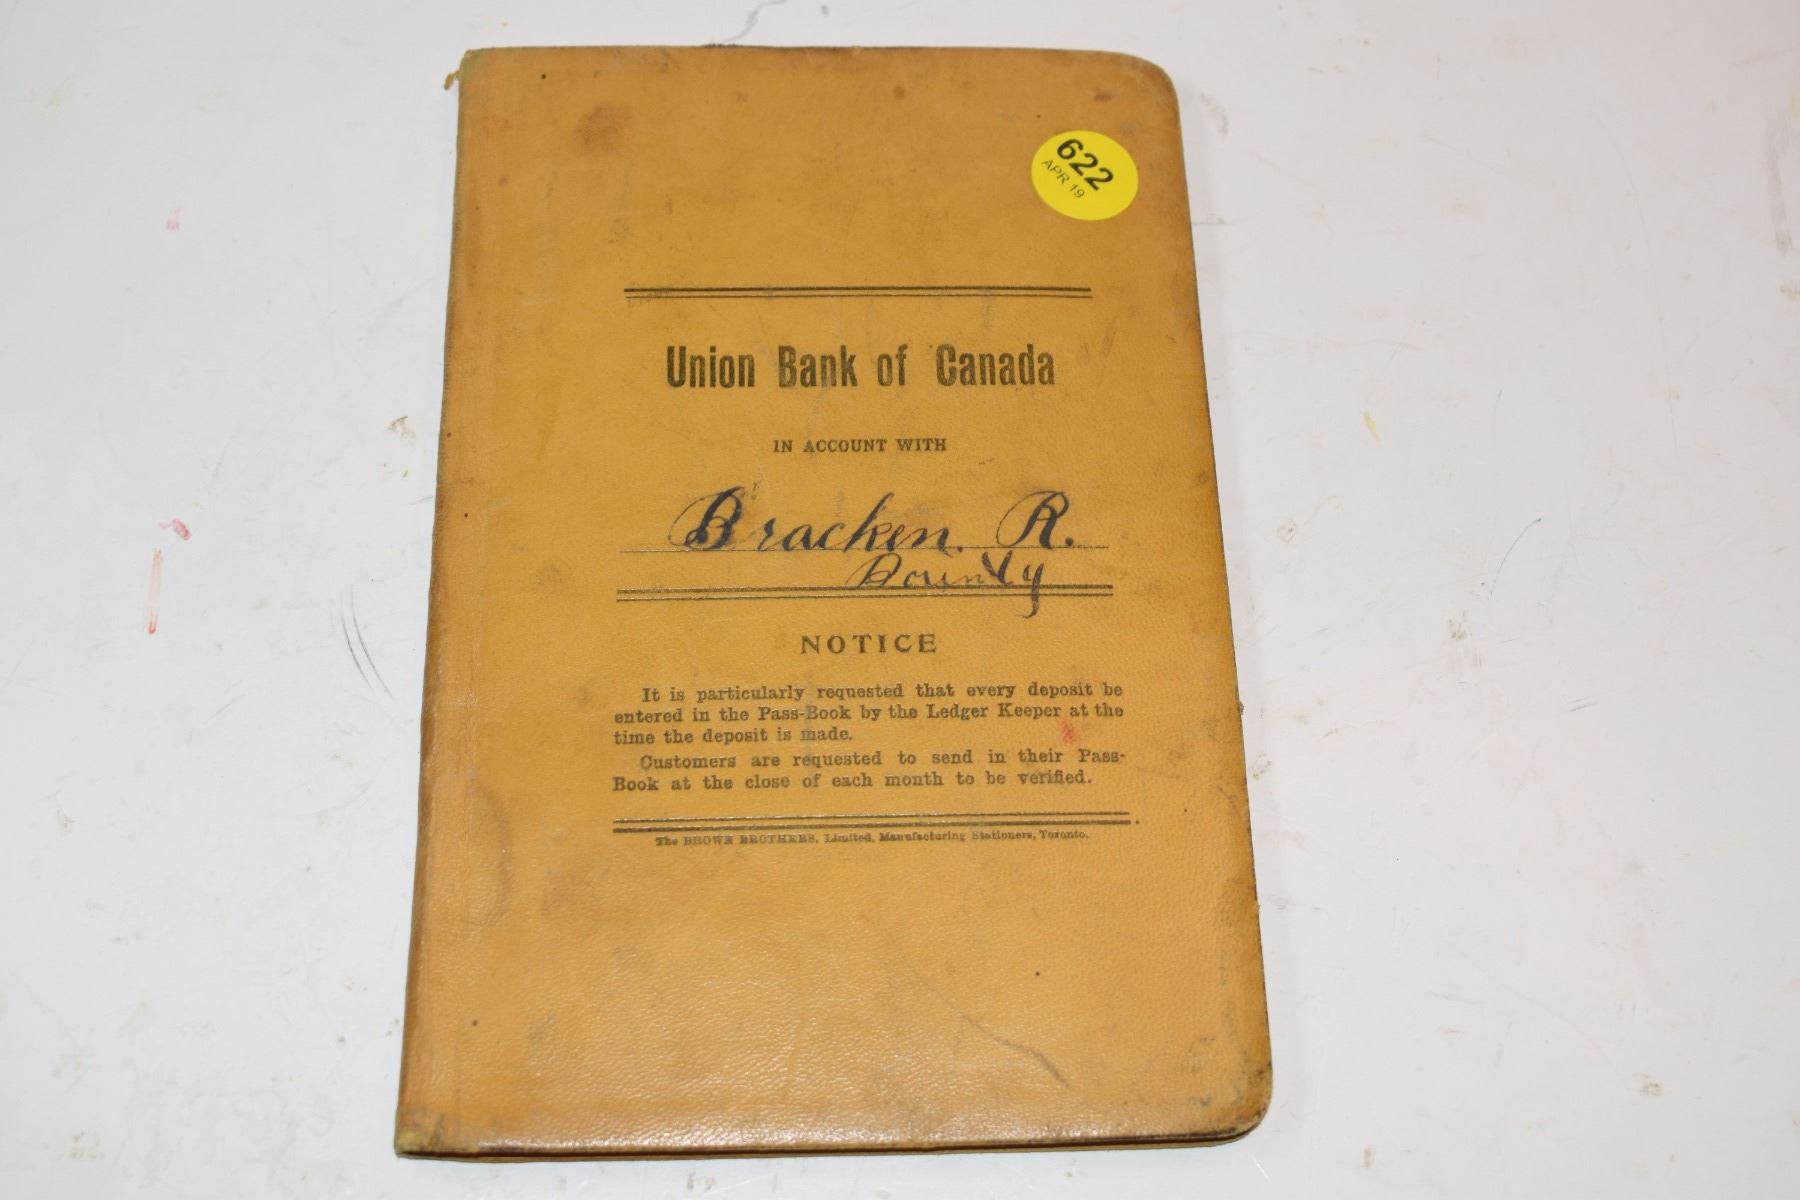 622
APR 19
Union Bank of Canada
IN ACCOUNT WITH
Bracken. R.
NOTICE
It is particularly requested that every deposit be
entered in the Pass-Book by the Ledger Keeper at the
time the deposit is made.
Customers are requested to send in their Pass-
Book at the close of each month to be verified.
The BROWN BROTHERS, Limited, Manufacturing Stationers, Toronto.